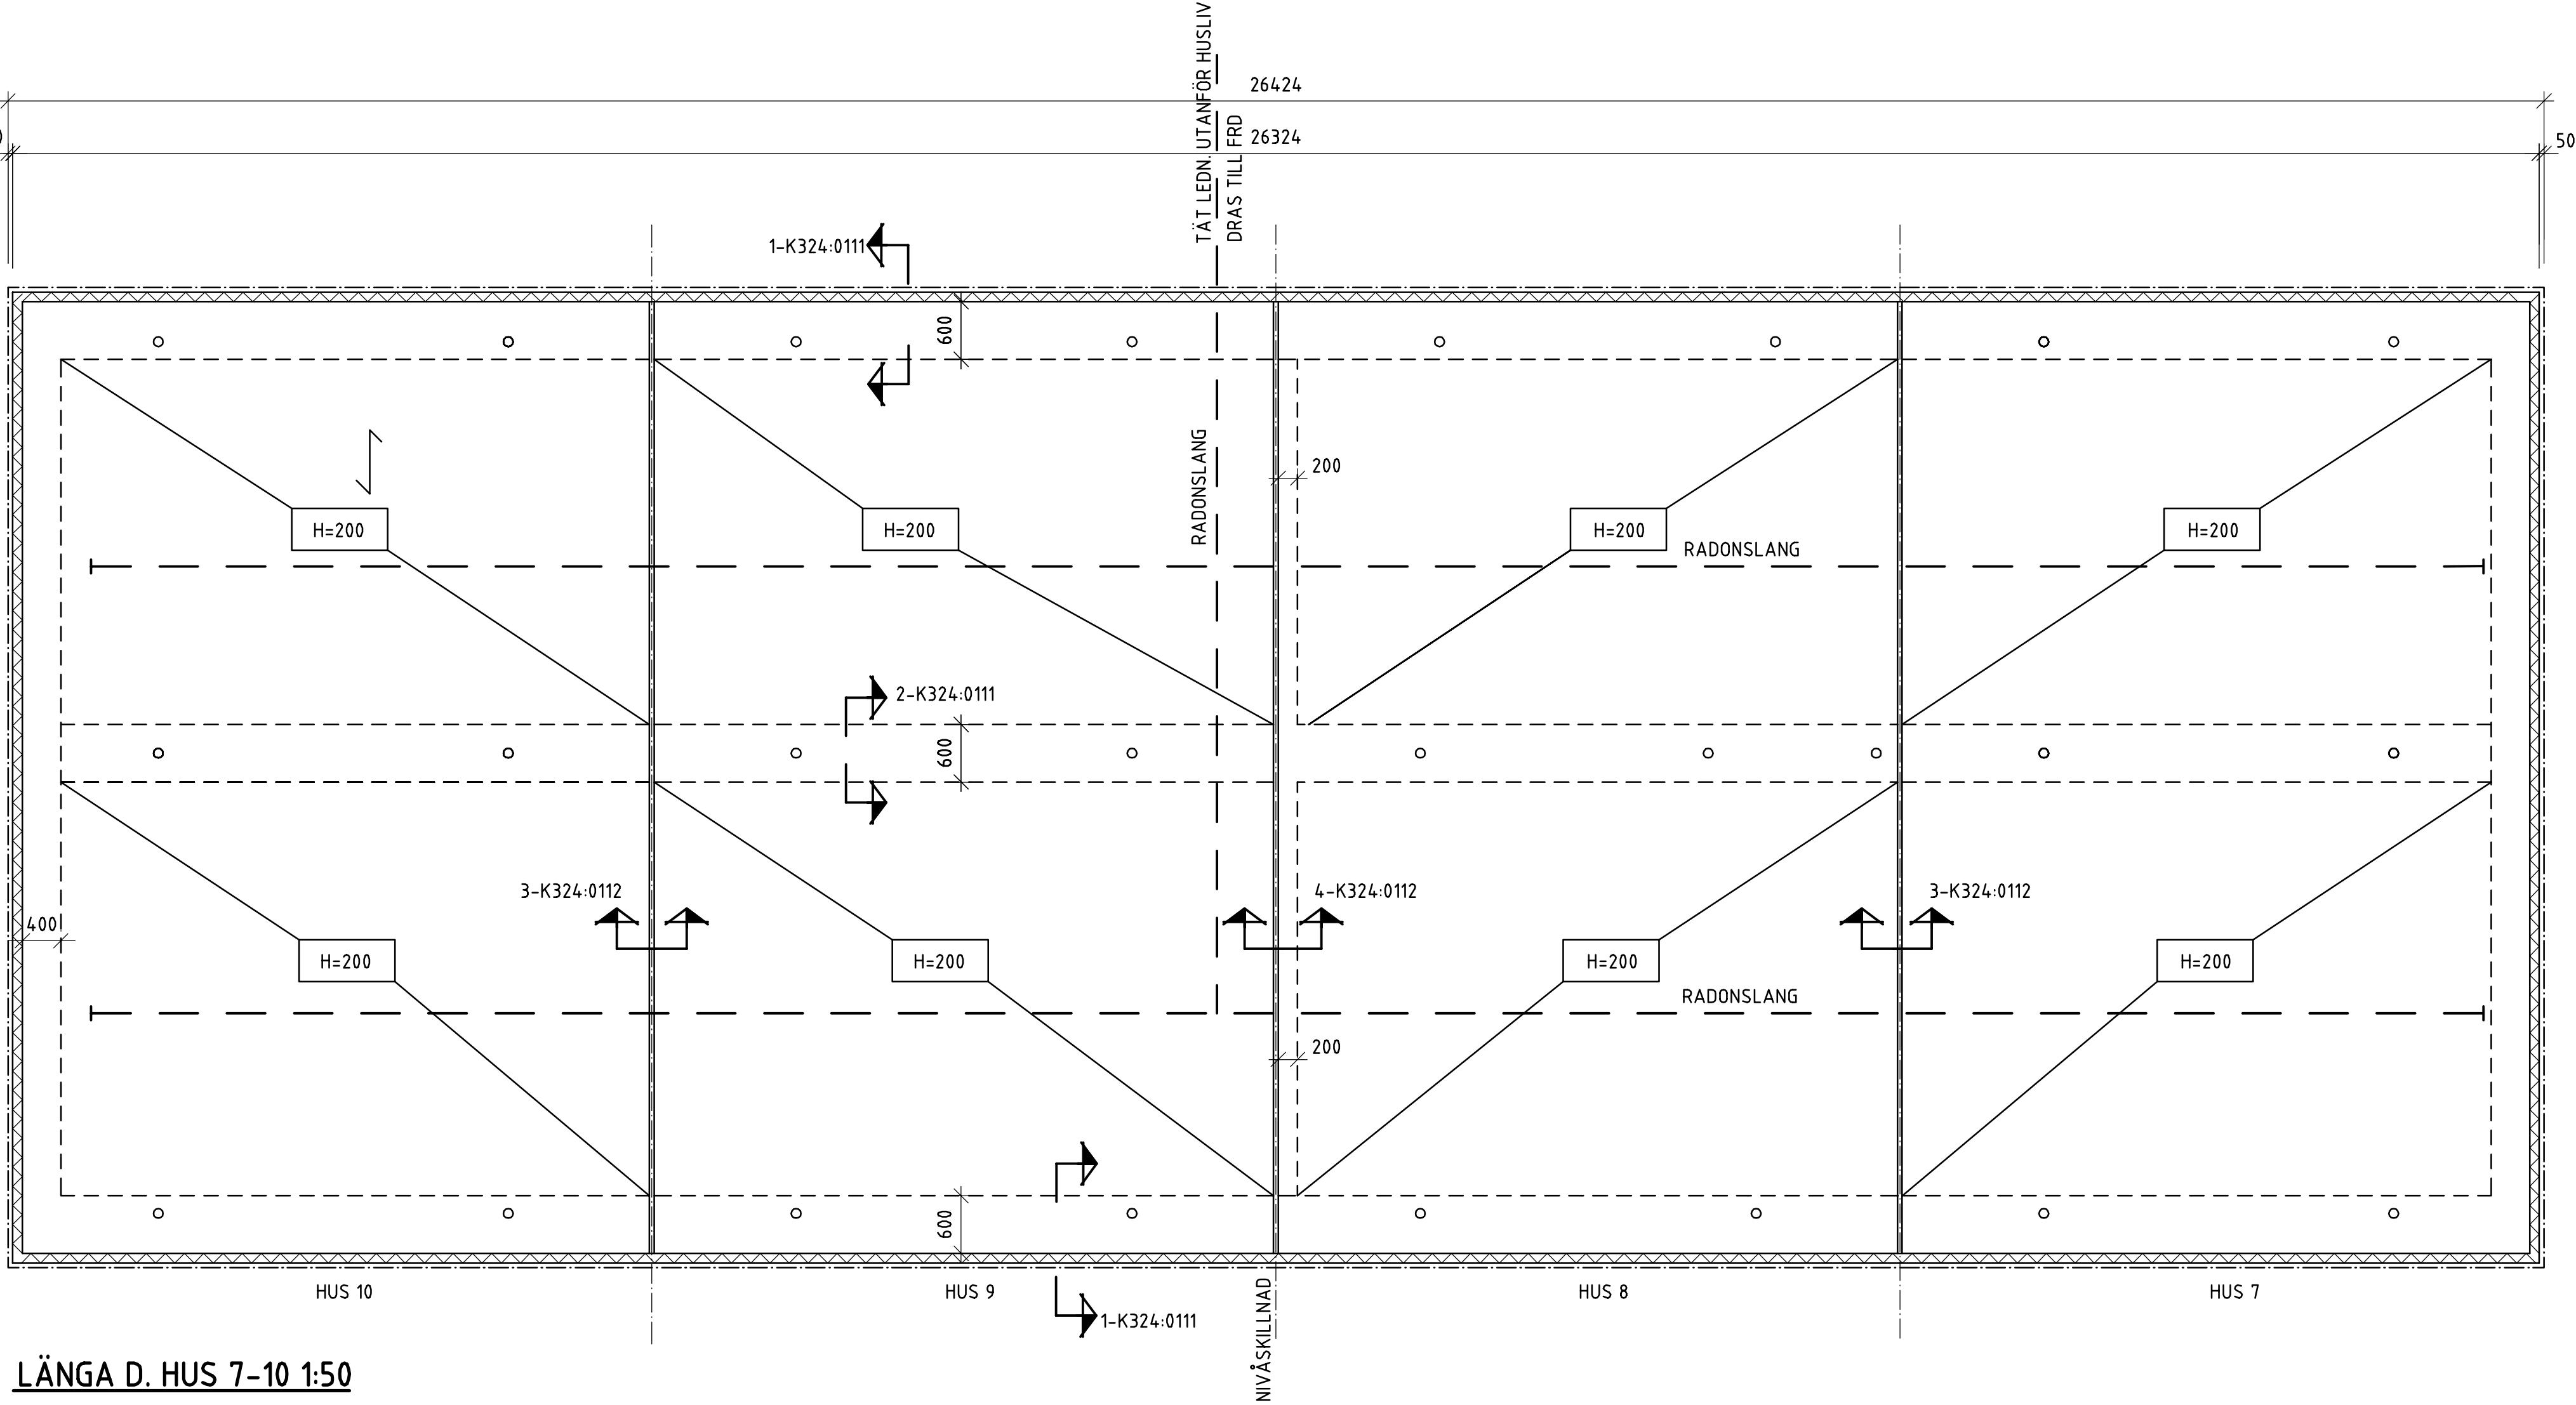 TÄT LEDN. UTANFÖR HUSLIV
DRAS TILL FRD
26424
26324
50
1-K324:0111
600
RADONSLANG
200
H=200
H=200
H=200
H=200
RADONSLANG
2-K324:0111
600
3-K324:0112
4-K324:0112
3-K324:0112
400
H=200
H=200
H=200
H=200
RADONSLANG
200
600
HUS 10
HUS 9
HUS 8
HUS 7
NIVÅSKILLNAD
1-K324:0111
LÄNGA D. HUS 7-10 1:50